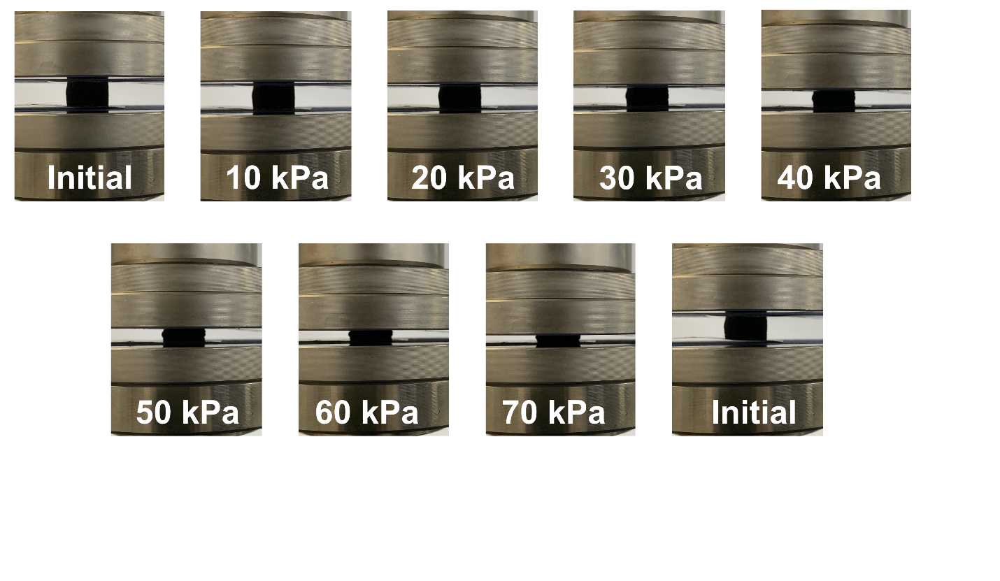 Initial
10 kPa
20 kPa
30 kPa
40 kPa
50 kPa
60 kPa
70 kPa
Initial